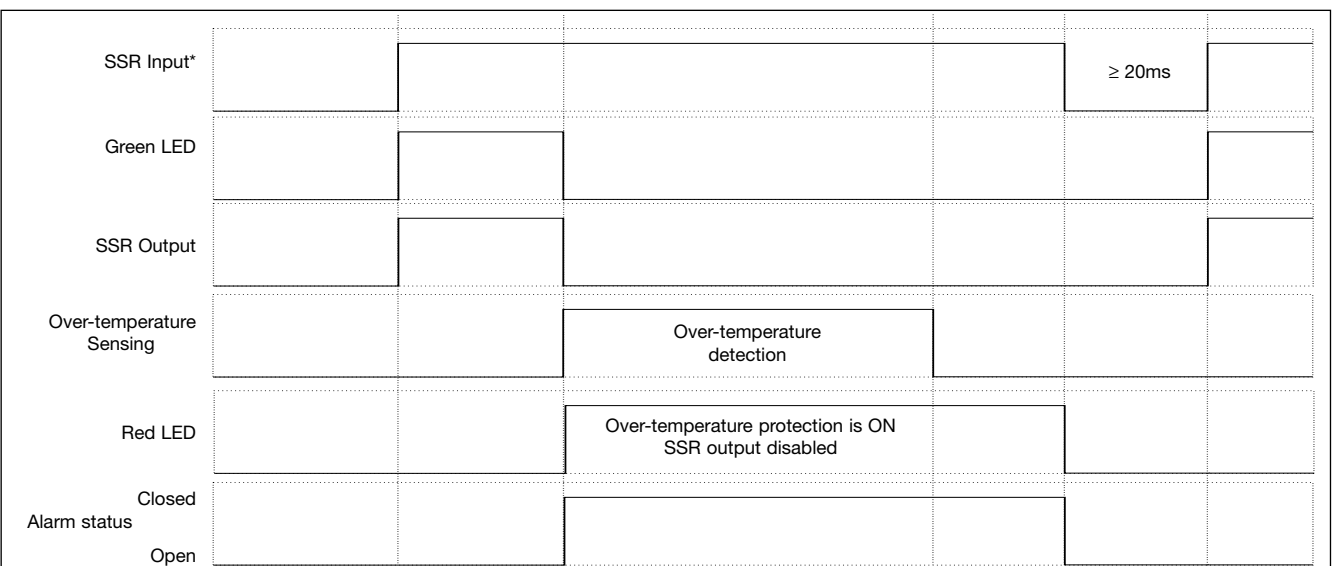 SSR Input*
≥ 20ms
Green LED
SSR Output
Over-temperature
Sensing
Over-temperature
detection
Red LED
Over-temperature protection is ON
SSR output disabled
Closed
Alarm status
Open